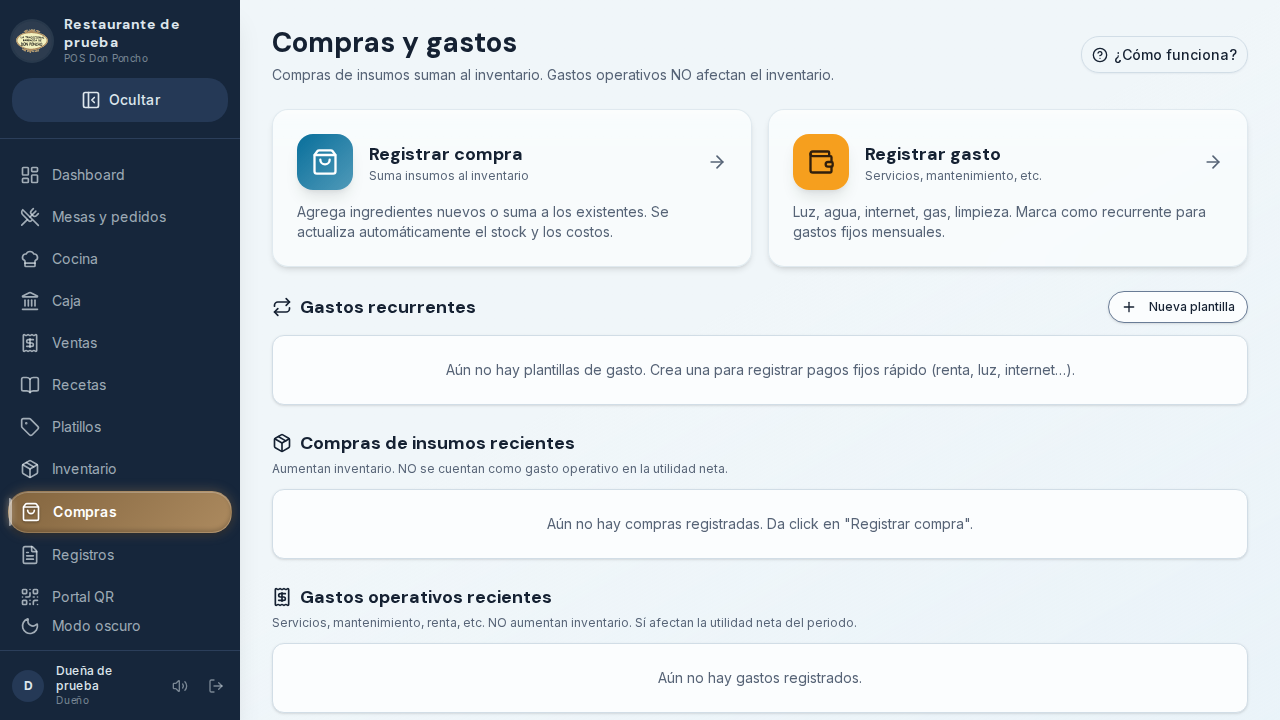 Restaurante de
prueba
POS Don Poncho
Ocultar
Dashboard
Mesas y pedidos
Cocina
Caja
Ventas
Recetas
Platillos
Inventario
Compras
Registros
Portal QR
Modo oscuro
D
Dueña de
prueba
Dueño
Compras y gastos
Compras de insumos suman al inventario. Gastos operativos NO afectan el inventario.
¿Cómo funciona?
Registrar compra
Suma insumos al inventario
Agrega ingredientes nuevos o suma a los existentes. Se
actualiza automáticamente el stock y los costos.
Registrar gasto
Servicios, mantenimiento, etc.
Luz, agua, internet, gas, limpieza. Marca como recurrente para
gastos fijos mensuales.
Gastos recurrentes
Nueva plantilla
Aún no hay plantillas de gasto. Crea una para registrar pagos fijos rápido (renta, luz, internet…).
Compras de insumos recientes
Aumentan inventario. NO se cuentan como gasto operativo en la utilidad neta.
Aún no hay compras registradas. Da click en "Registrar compra".
Gastos operativos recientes
Servicios, mantenimiento, renta, etc. NO aumentan inventario. Sí afectan la utilidad neta del periodo.
Aún no hay gastos registrados.